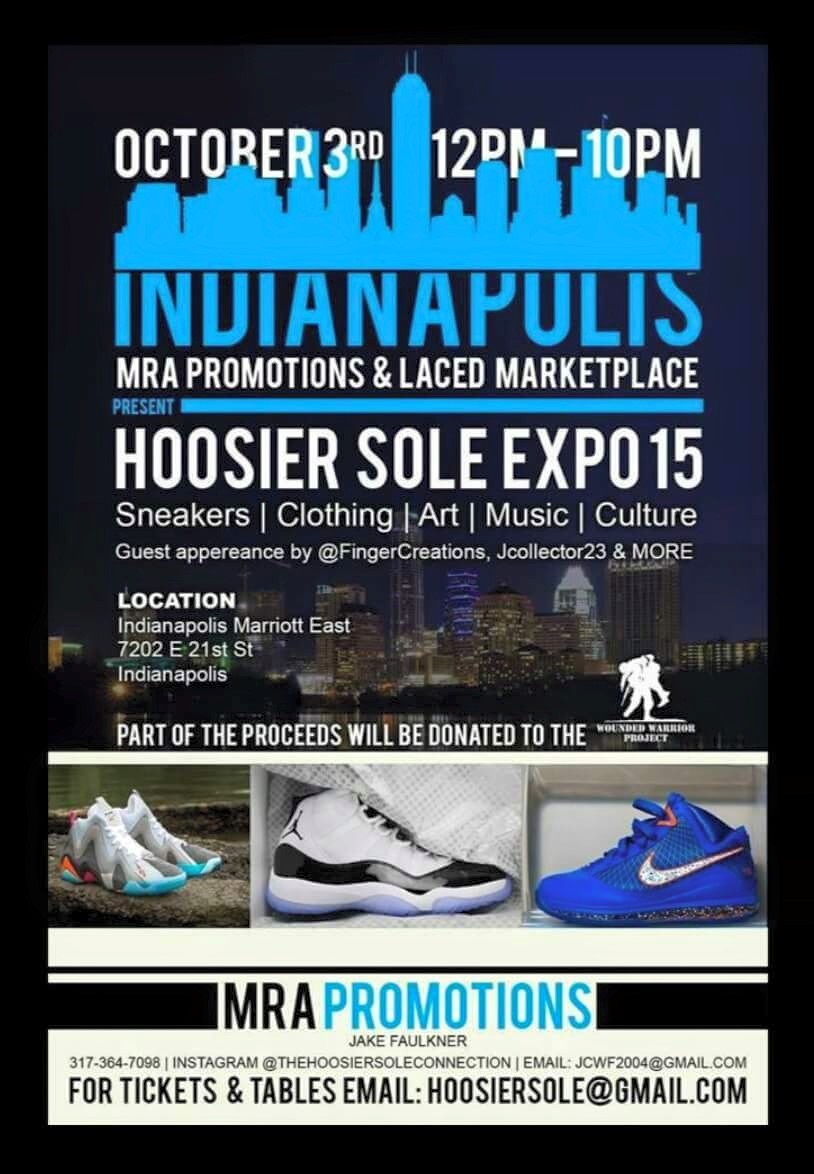 OCTOBER 3RD 12PM - 10PM
INDIANAPOLIS
MRA PROMOTIONS & LACED MARKETPLACE
PRESENT
HOOSIER SOLE EXPO 15
Sneakers | Clothing | Art | Music | Culture
Guest appereance by @FingerCreations, Jcollector23 & MORE
LOCATION
Indianapolis Marriott East
7202 E 21st St
Indianapolis
PART OF THE PROCEEDS WILL BE DONATED TO THE
WOUNDED WARRIOR
PROJECT
MRA PROMOTIONS
JAKE FAULKNER
317-364-7098 | INSTAGRAM @THEHOOSIERSOLECONNECTION | EMAIL: JCWF2004@GMAIL.COM
FOR TICKETS & TABLES EMAIL: HOOSIERSOLE@GMAIL.COM